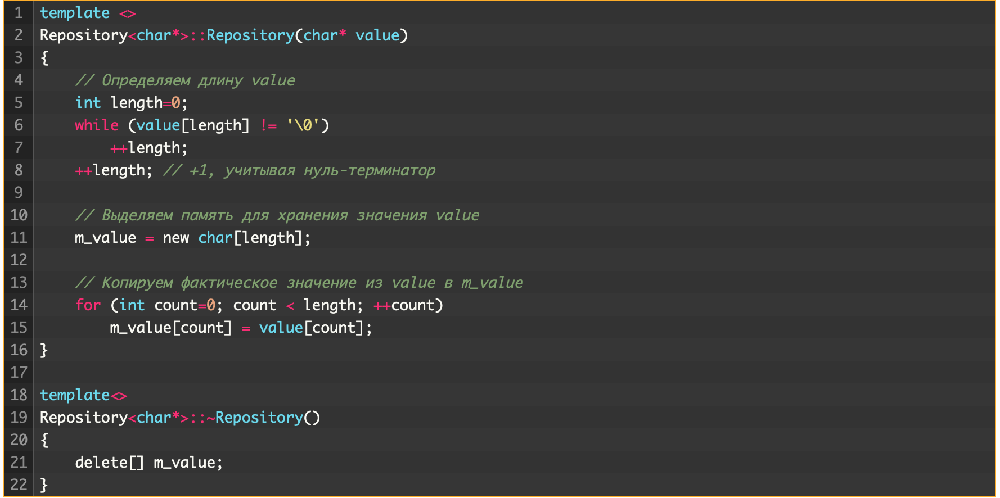 1 template <>
2 Repository<char*>::Repository(char* value)
3 {
4     // Определяем длину value
5     int length=0;
6     while (value[length] != '\0')
7         ++length;
8     ++length; // +1, учитывая нуль-терминатор
9
10     // Выделяем память для хранения значения value
11     m_value = new char[length];
12
13     // Копируем фактическое значение из value в m_value
14     for (int count=0; count < length; ++count)
15         m_value[count] = value[count];
16 }
17
18 template<>
19 Repository<char*>::~Repository()
20 {
21     delete[] m_value;
22 }